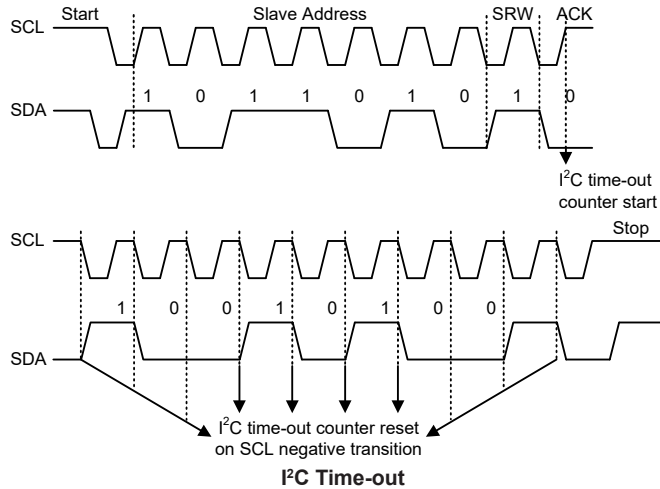 Start Slave Address SRW ACK
SCL
1 0 1 1 0 1 0 1 0
SDA
I²C time-out
counter start
Stop
SCL
1 0 0 1 0 1 0 0
SDA
I²C time-out counter reset
on SCL negative transition
I²C Time-out